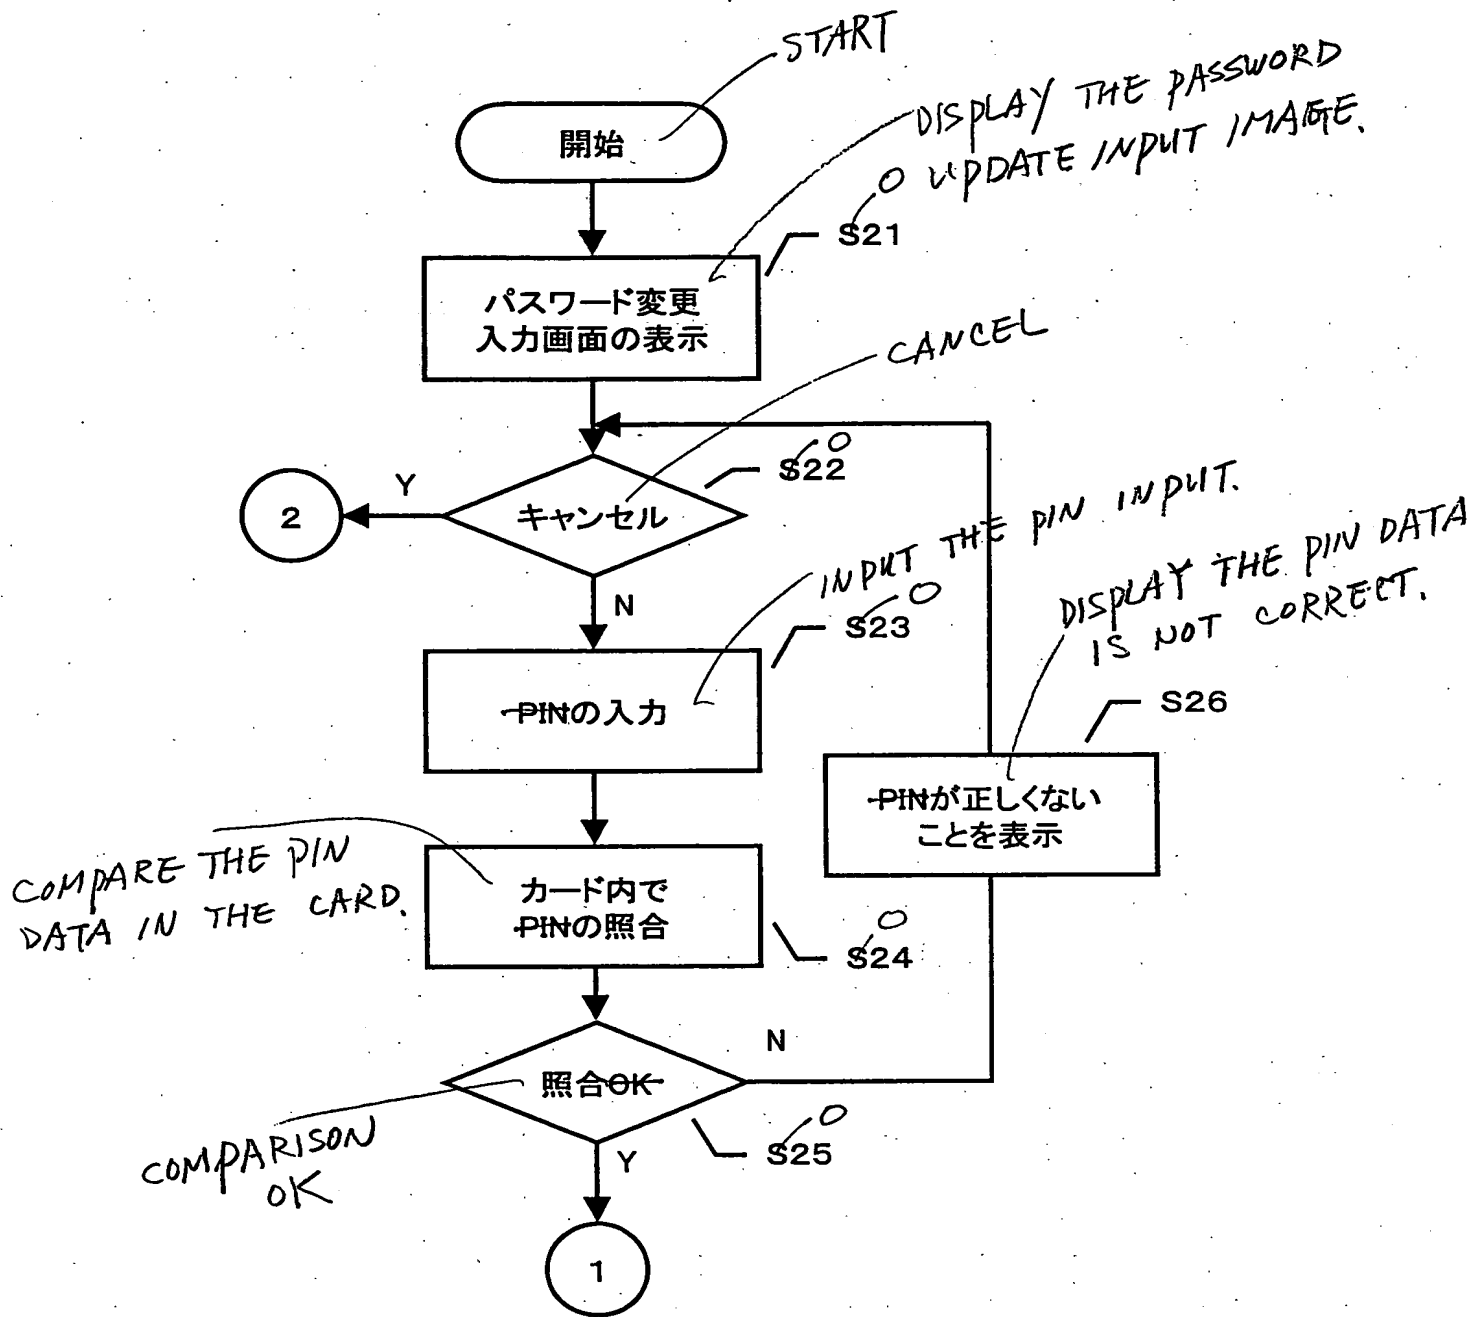 START
開始
DISPLAY THE PASSWORD
UPDATE INPUT IMAGE.
S21
パスワード変更
入力画面の表示
CANCEL
S22
Y
2
キャンセル
N
INPUT THE PIN INPUT.
S23
PINの入力
DISPLAY THE PIN DATA
IS NOT CORRECT.
S26
PINが正しくない
ことを表示
COMPARE THE PIN
DATA IN THE CARD.
カード内で
PINの照合
S24
N
照合OK
COMPARISON
OK
S25
Y
1